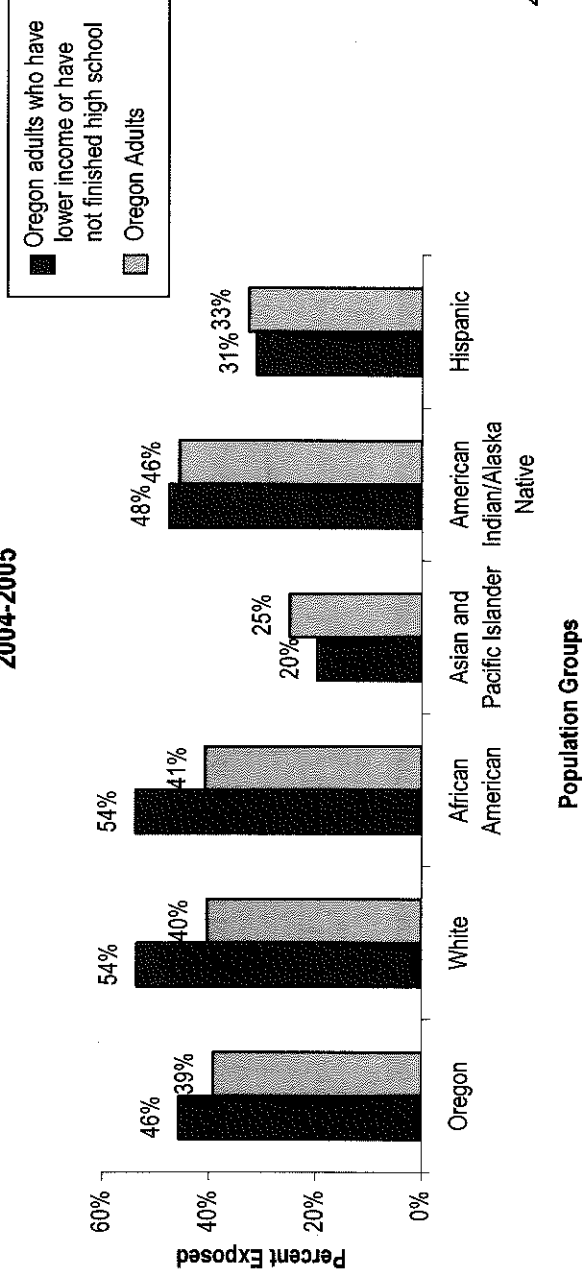 2004-2005
Oregon adults who have
lower income or have
not finished high school
Oregon Adults
Percent Exposed
60%
40%
20%
0%
46%
39%
54%
40%
54%
41%
20%
25%
48%
46%
31%
33%
Oregon
White
African
American
Asian and
Pacific Islander
American
Indian/Alaska
Native
Hispanic
Population Groups